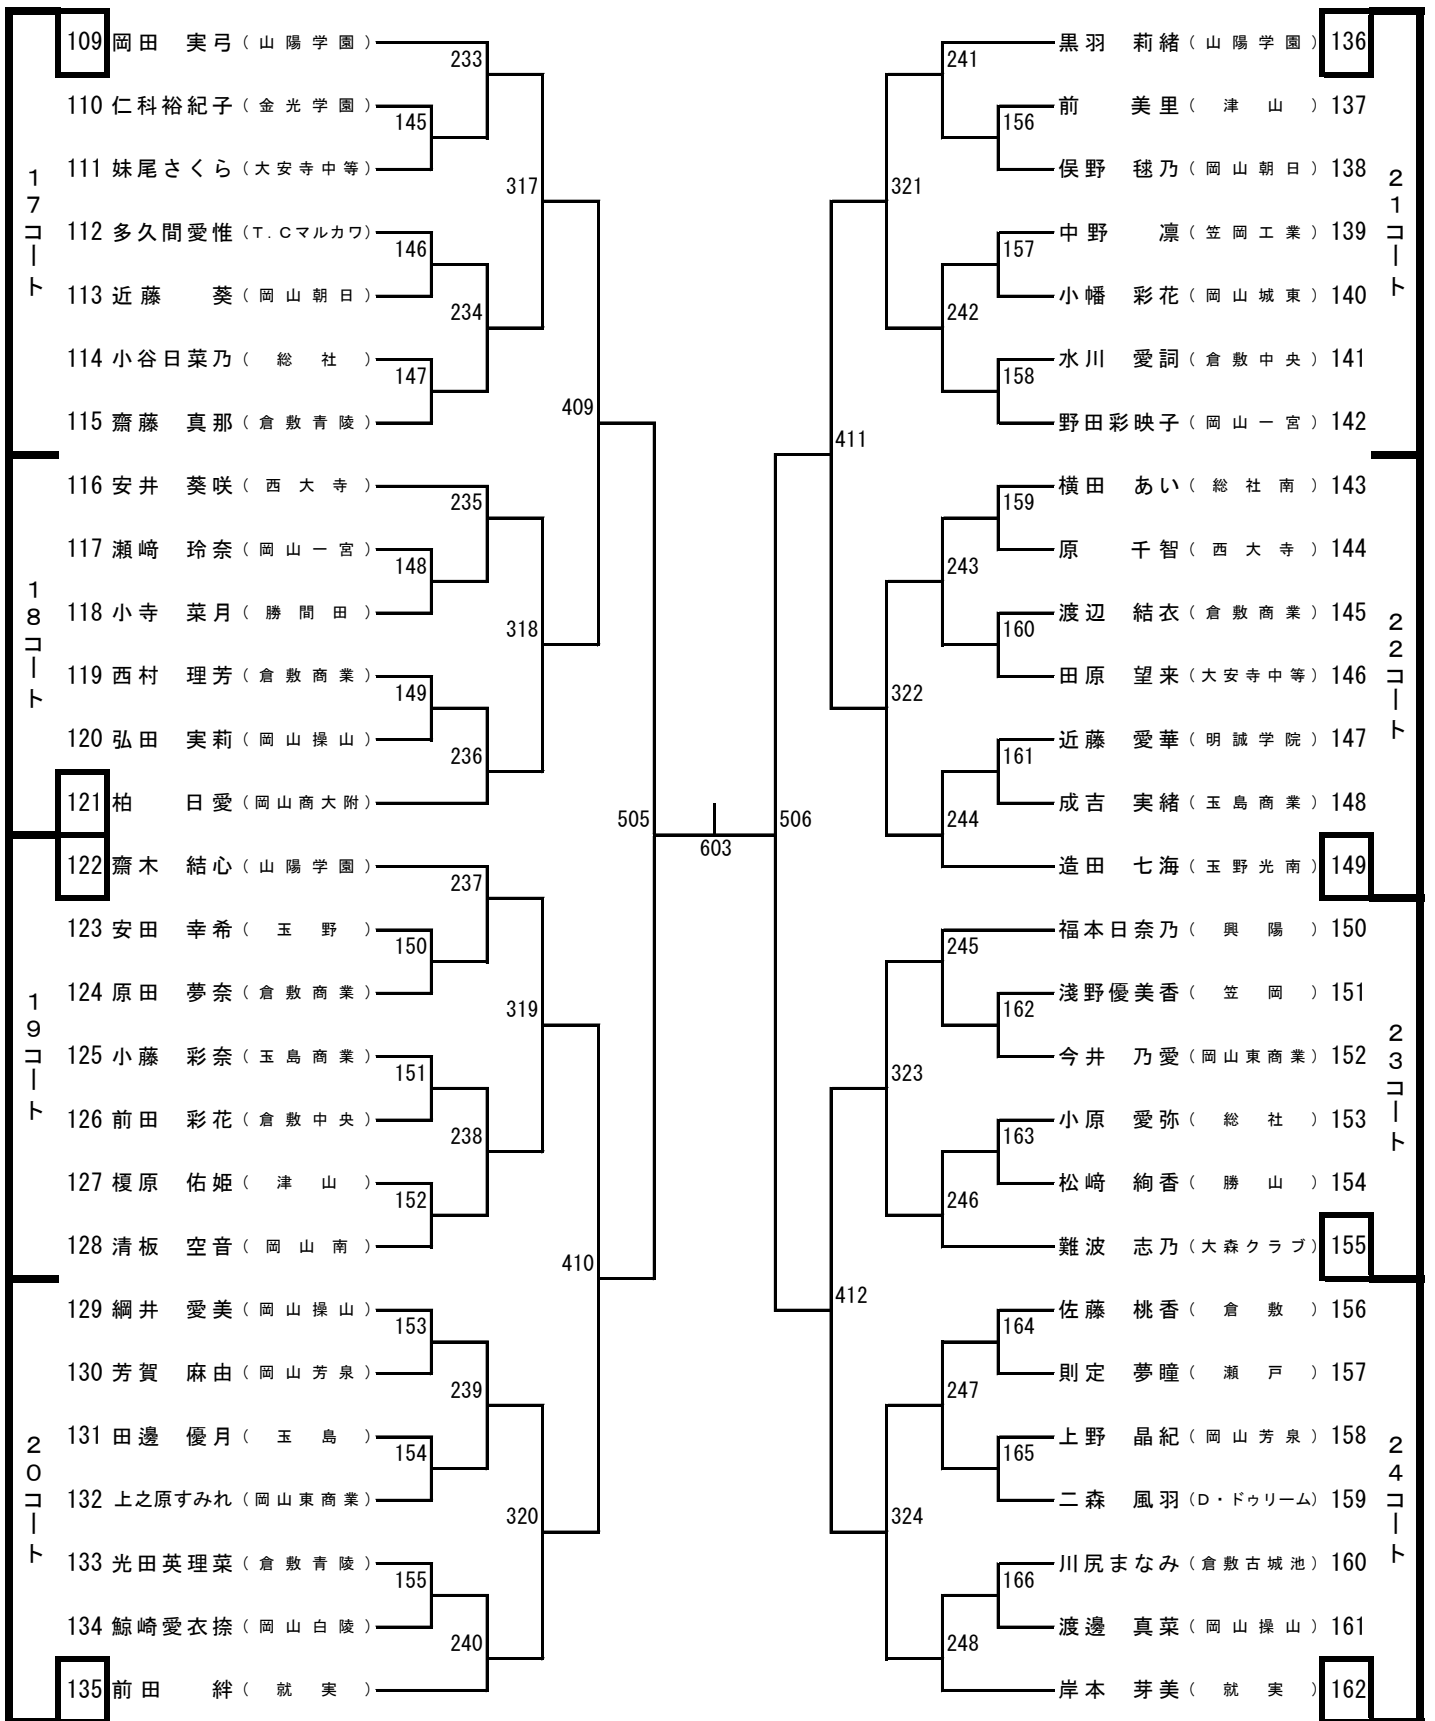 17コート
109 岡田 実弓 (山陽学園)
110 仁科裕紀子 (金光学園)
111 妹尾さくら (大安寺中等)
112 多久間愛惟 (T.Cマルカワ)
113 近藤 葵 (岡山朝日)
114 小谷日菜乃 (総社)
115 齋藤 真那 (倉敷青陵)
18コート
116 安井 葵咲 (西大寺)
117 瀬﨑 玲奈 (岡山一宮)
118 小寺 菜月 (勝間田)
119 西村 理芳 (倉敷商業)
120 弘田 実莉 (岡山操山)
121 柏 日愛 (岡山商大附)
19コート
122 齋木 結心 (山陽学園)
123 安田 幸希 (玉野)
124 原田 夢奈 (倉敷商業)
125 小藤 彩奈 (玉島商業)
126 前田 彩花 (倉敷中央)
127 榎原 佑姫 (津山)
128 清板 空音 (岡山南)
20コート
129 綱井 愛美 (岡山操山)
130 芳賀 麻由 (岡山芳泉)
131 田邊 優月 (玉島)
132 上之原すみれ (岡山東商業)
133 光田英理菜 (倉敷青陵)
134 鯨崎愛衣捺 (岡山白陵)
135 前田 絆 (就実)
145
146
147
148
149
150
151
152
153
154
155
233
234
235
236
237
238
239
240
317
318
319
320
409
410
505
603
506
411
412
321
322
323
324
241
242
243
244
245
246
247
248
156
157
158
159
160
161
162
163
164
165
166
21コート
黒羽 莉緒 (山陽学園) 136
前 美里 (津山) 137
俣野 毬乃 (岡山朝日) 138
中野 凛 (笠岡工業) 139
小幡 彩花 (岡山城東) 140
水川 愛詞 (倉敷中央) 141
野田彩映子 (岡山一宮) 142
22コート
横田 あい (総社南) 143
原 千智 (西大寺) 144
渡辺 結衣 (倉敷商業) 145
田原 望来 (大安寺中等) 146
近藤 愛華 (明誠学院) 147
成吉 実緒 (玉島商業) 148
造田 七海 (玉野光南) 149
23コート
福本日奈乃 (興陽) 150
淺野優美香 (笠岡) 151
今井 乃愛 (岡山東商業) 152
小原 愛弥 (総社) 153
松﨑 絢香 (勝山) 154
難波 志乃 (大森クラブ) 155
24コート
佐藤 桃香 (倉敷) 156
則定 夢瞳 (瀬戸) 157
上野 晶紀 (岡山芳泉) 158
二森 風羽 (D・ドゥリーム) 159
川尻まなみ (倉敷古城池) 160
渡邊 真菜 (岡山操山) 161
岸本 芽美 (就実) 162